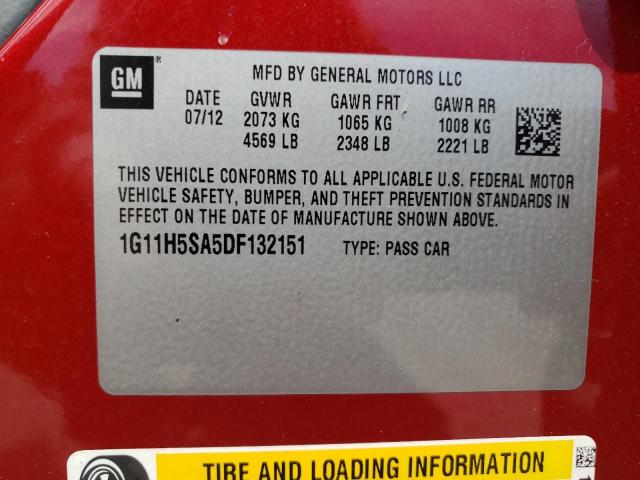 GM
MFD BY GENERAL MOTORS LLC
DATE GVWR GAWR FRT GAWR RR
07/12 2073 KG 1065 KG 1008 KG
4569 LB 2348 LB 2221 LB
THIS VEHICLE CONFORMS TO ALL APPLICABLE U.S. FEDERAL MOTOR
VEHICLE SAFETY, BUMPER, AND THEFT PREVENTION STANDARDS
IN EFFECT ON THE DATE OF MANUFACTURE SHOWN ABOVE.
1G11H5SA5DF132151 TYPE: PASS CAR
TIRE AND LOADING INFORMATION